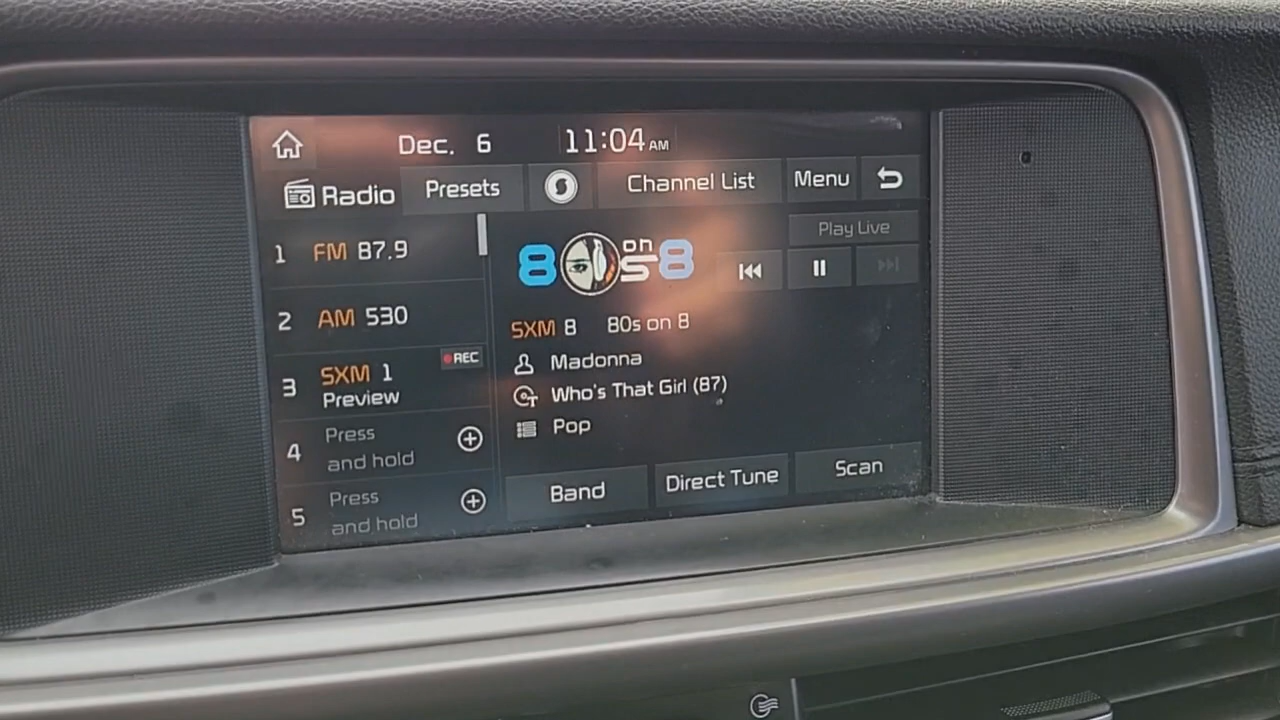 Dec. 6 11:04 AM
Radio Presets Channel List Menu
1 FM 87.9
2 AM 530
3 SXM 1 REC
Preview
4 Press
and hold
5 Press
and hold
8 on 8
S
Play Live
SXM 8 80s on 8
Madonna
Who's That Girl (87)
Pop
Band Direct Tune Scan